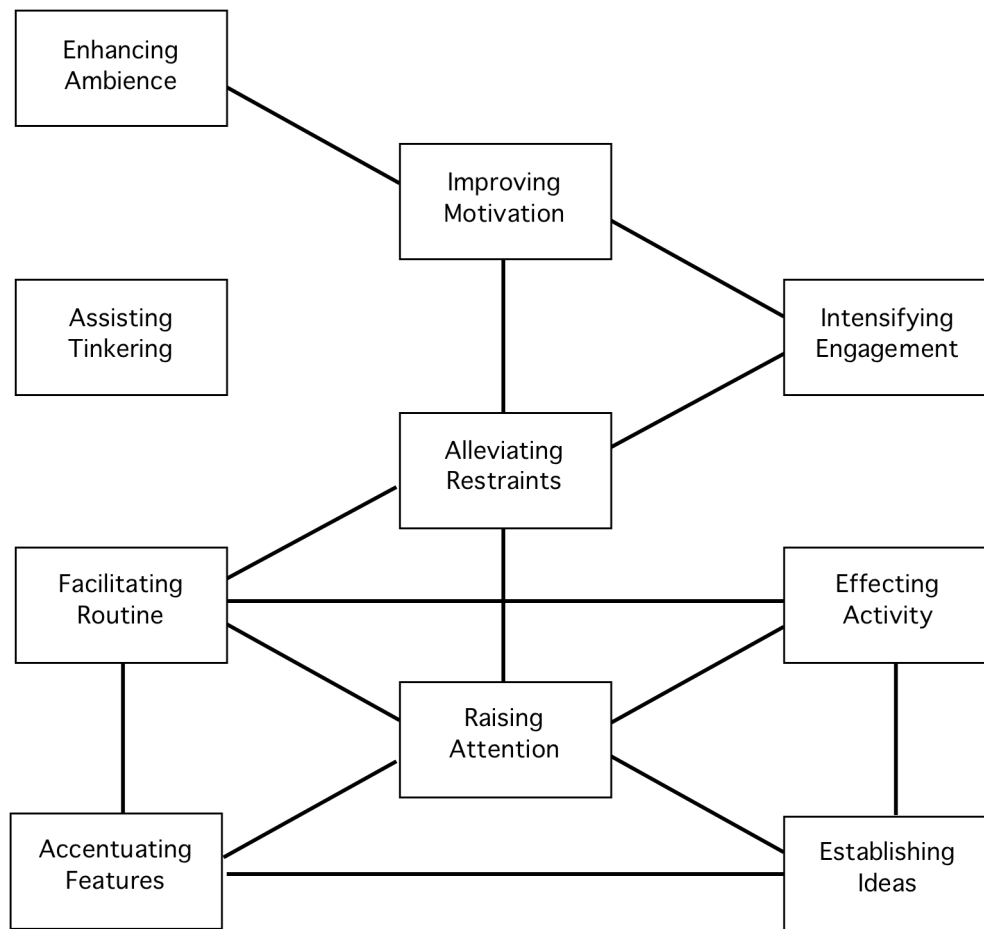 Enhancing
Ambience
Improving
Motivation
Assisting
Tinkering
Intensifying
Engagement
Alleviating
Restraints
Facilitating
Routine
Effecting
Activity
Raising
Attention
Accentuating
Features
Establishing
Ideas